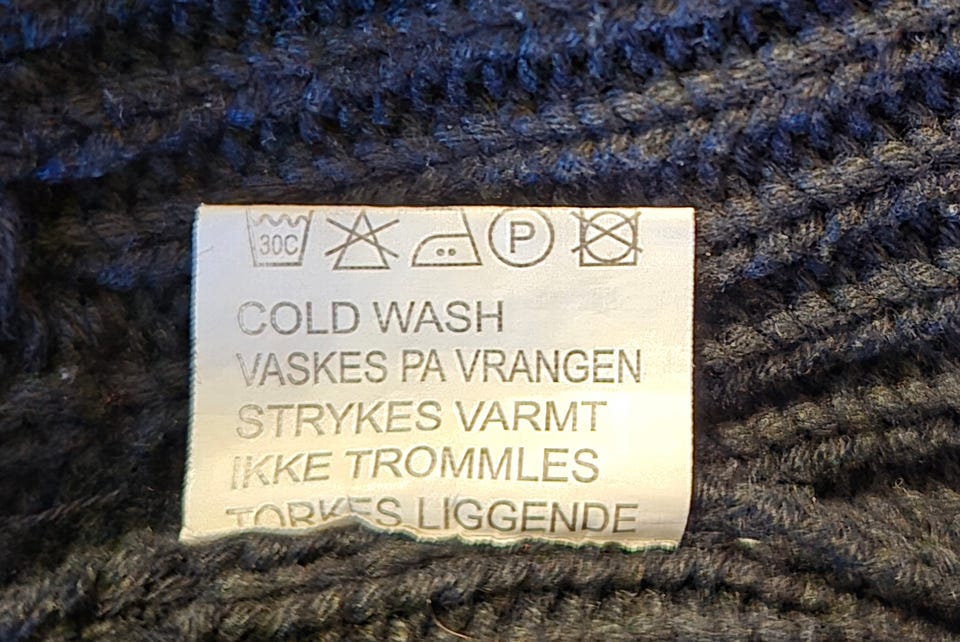 30C P
COLD WASH
VASKES PA VRANGEN
STRYKES VARMT
IKKE TROMMLES
TORKES LIGGENDE